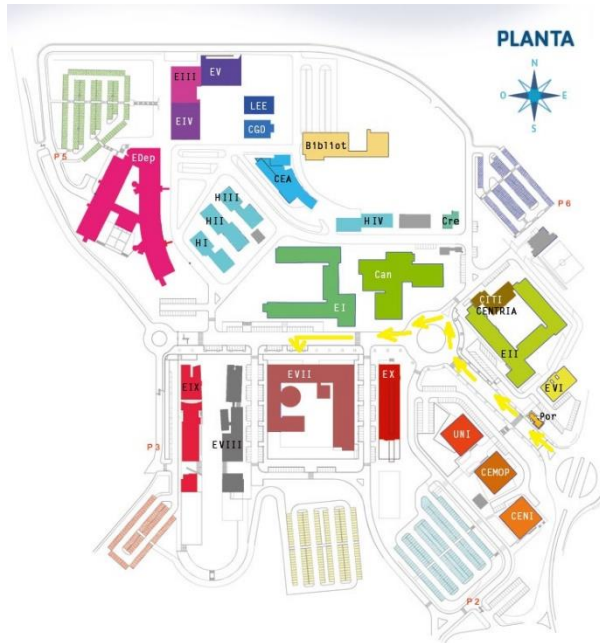 PLANTA
N
O
E
S
EIII
EV
EIV
LEE
CGD
Bibliot
P5
EDep
CEA
HIII
HII
HI
HIV
Cre
P6
Can
EI
CITI
CENTRIA
EII
EVI
EVII
EX
EIX
EVIII
Por
UNI
P3
CEMOP
CENI
P2